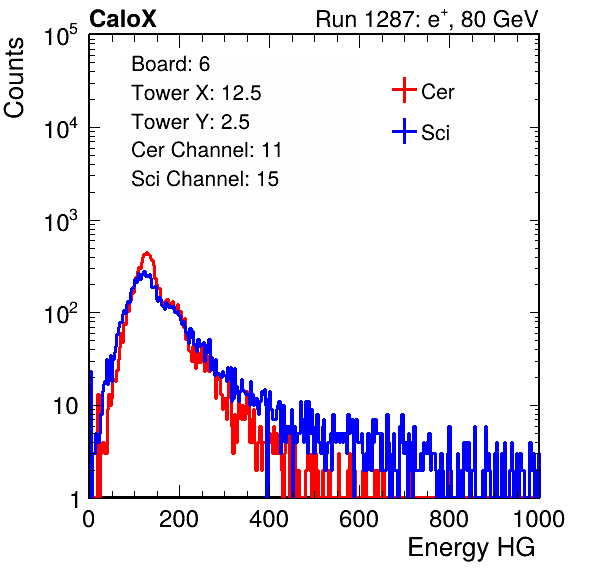 CaloX Run 1287: e⁺, 80 GeV
Counts
Board: 6
Tower X: 12.5
Tower Y: 2.5
Cer Channel: 11
Sci Channel: 15
Cer
Sci
10⁵
10⁴
10³
10²
10
1
0 200 400 600 800 1000
Energy HG